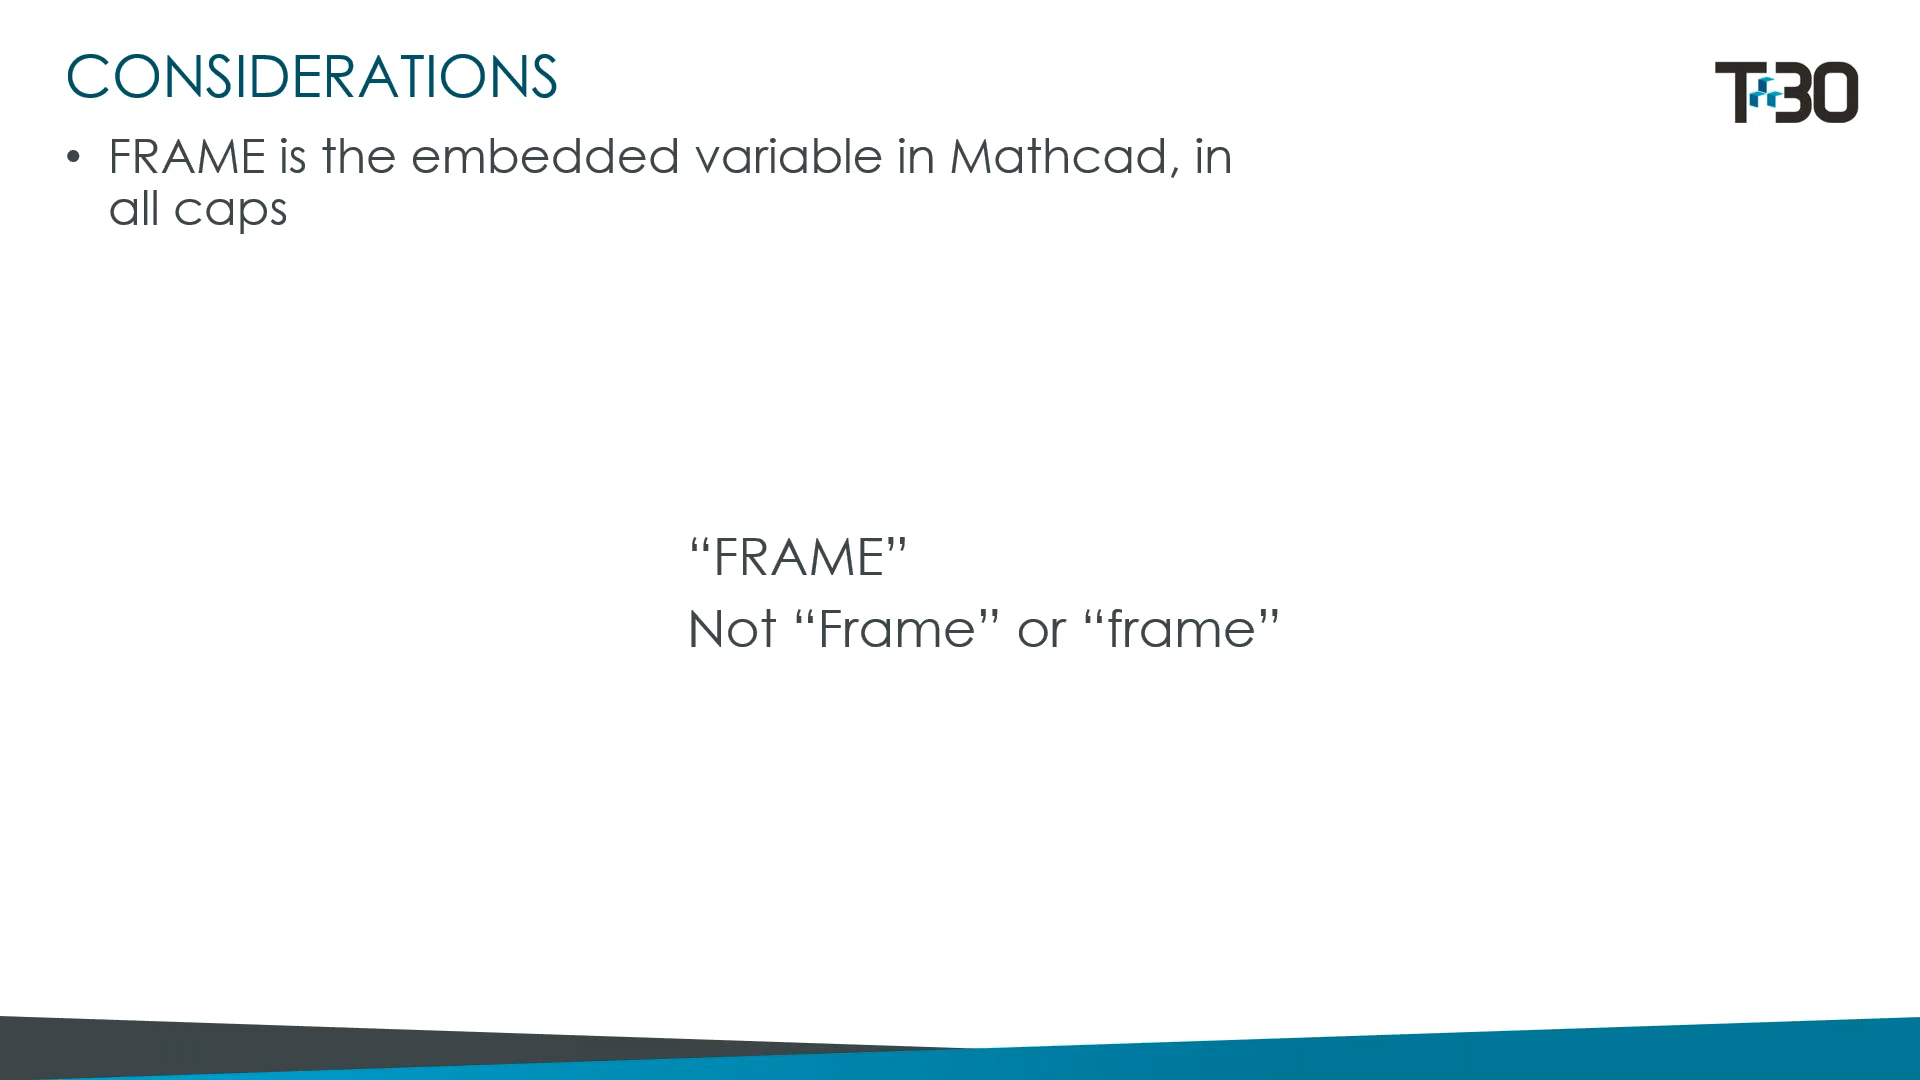 CONSIDERATIONS
T30
• FRAME is the embedded variable in Mathcad, in
all caps
“FRAME”
Not “Frame” or “frame”